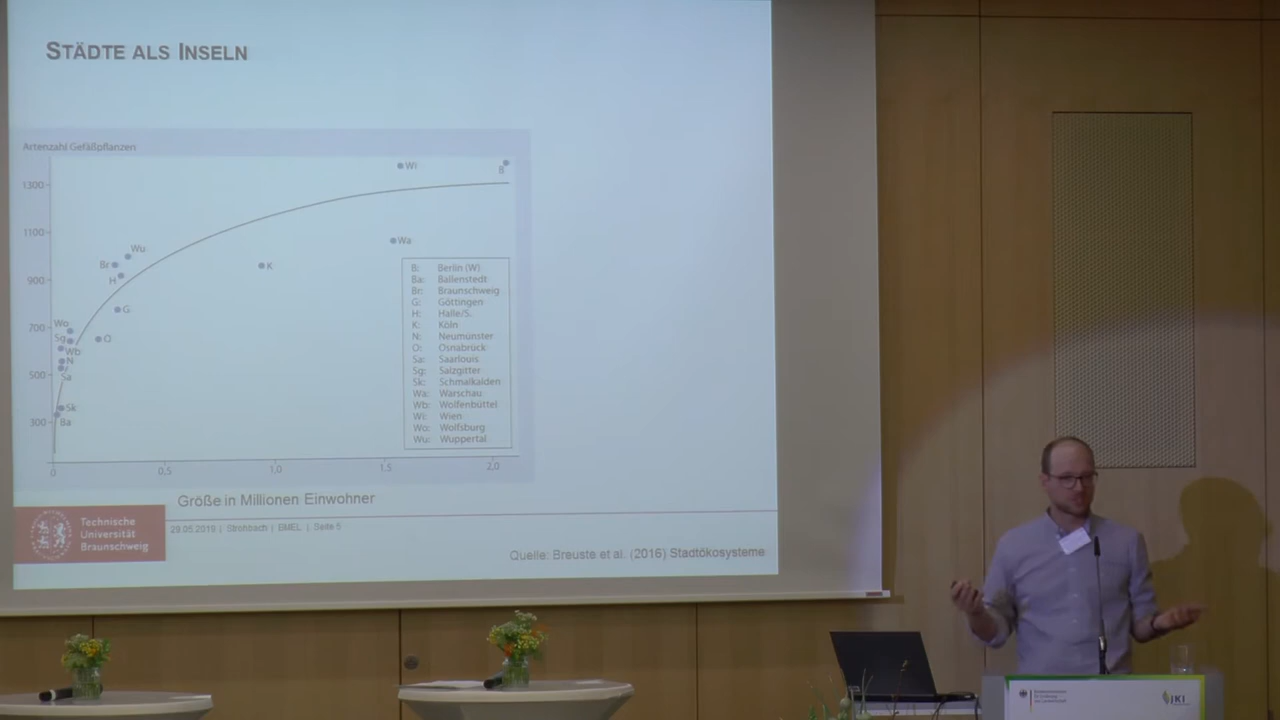 STÄDTE ALS INSELN
Artenzahl Gefäßpflanzen
1300
1100
900
700
500
300
0
0,5
1,0
1,5
2,0
Wi
B
Wa
Wu
Br
H
K
G
Wo
Sg
O
Wb
N
Sa
Sk
Ba
B: Berlin (W)
Ba: Ballenstedt
Br: Braunschweig
G: Göttingen
H: Halle/S.
K: Köln
N: Neumünster
O: Osnabrück
Sa: Saarlouis
Sg: Salzgitter
Sk: Schmalkalden
Wa: Warschau
Wb: Wolfenbüttel
Wi: Wien
Wo: Wolfsburg
Wu: Wuppertal
Größe in Millionen Einwohner
Technische
Universität
Braunschweig
29.05.2019 | Strohbach | BMEL | Seite 5
Quelle: Breuste et al. (2016) Stadtökosysteme
JKI